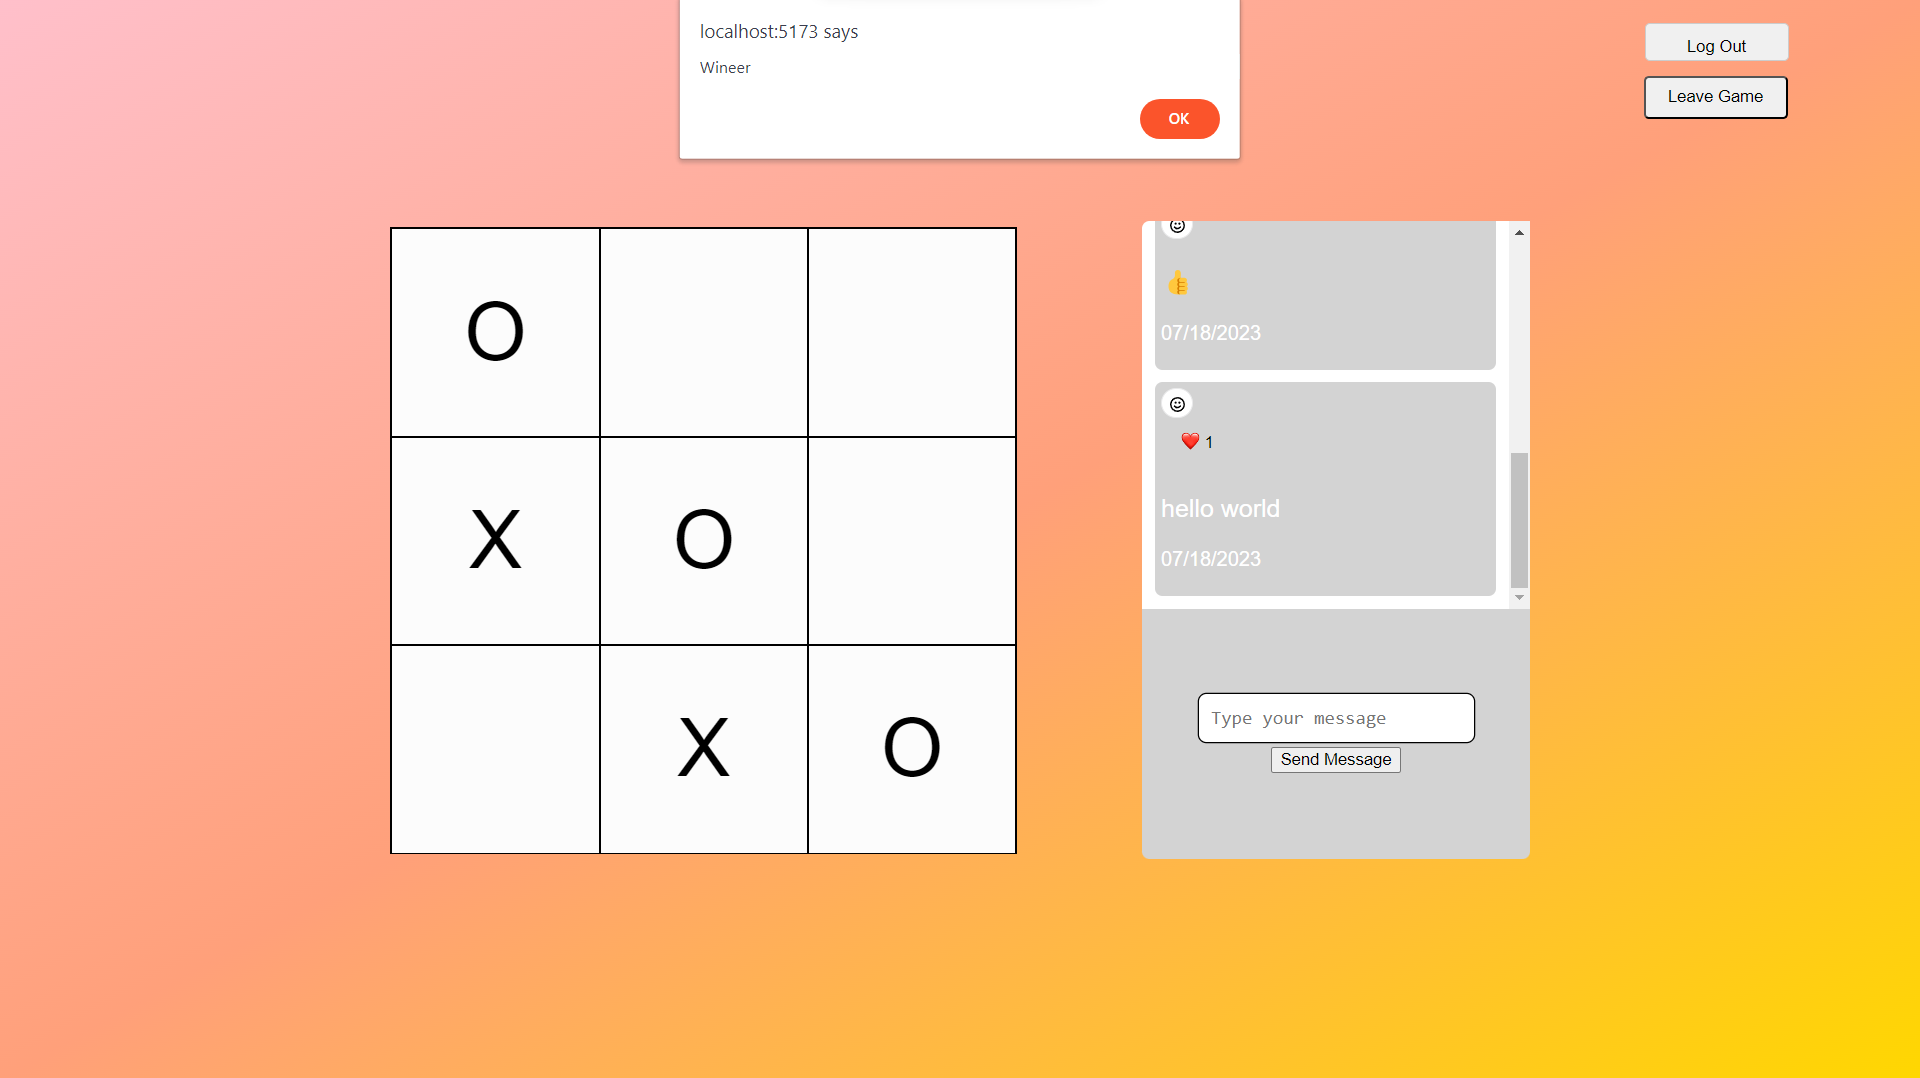 localhost:5173 says
Wineer
OK
Log Out
Leave Game
O
X O
X O
👍
07/18/2023
❤️ 1
hello world
07/18/2023
Type your message
Send Message